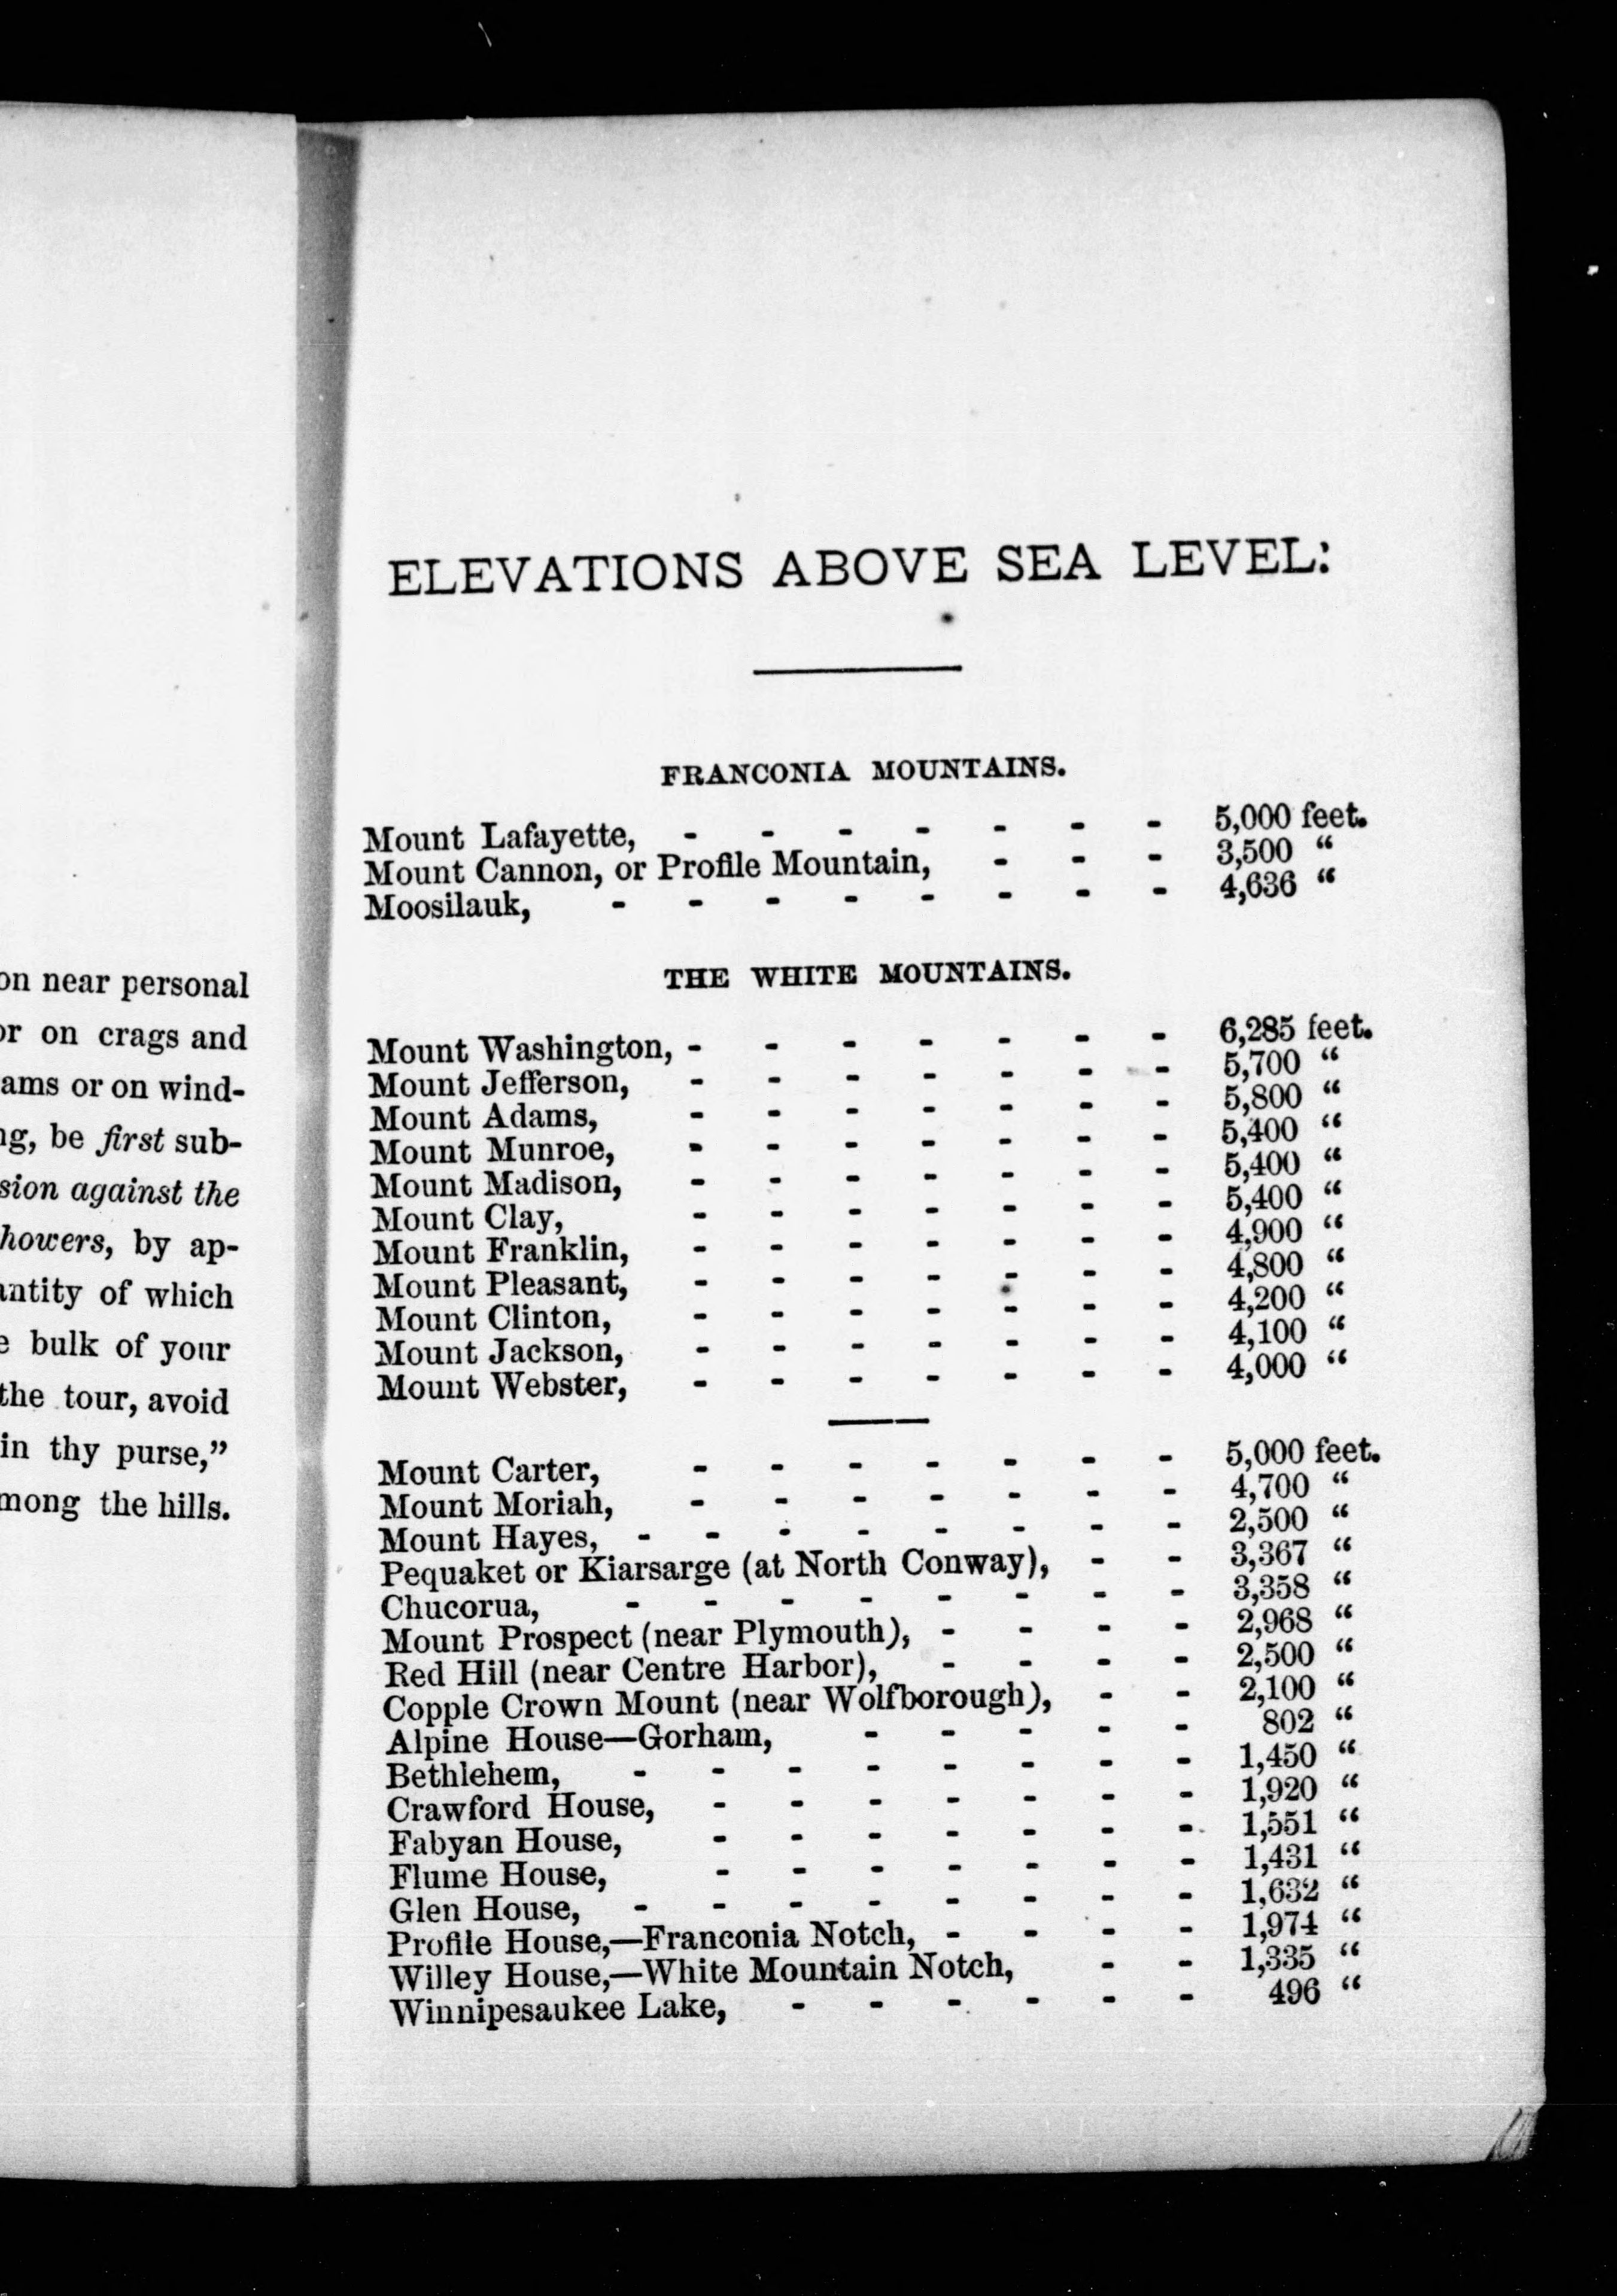 on near personal
or on crags and
ams or on wind-
ng, be first sub-
sion against the
howers, by ap-
antity of which
e bulk of your
the tour, avoid
in thy purse,”
mong the hills.
ELEVATIONS ABOVE SEA LEVEL:
FRANCONIA MOUNTAINS.
Mount Lafayette, - - - - - - - 5,000 feet.
Mount Cannon, or Profile Mountain, - - - 3,500 “
Moosilauk, - - - - - - - - 4,636 “
THE WHITE MOUNTAINS.
Mount Washington, - - - - - - - 6,285 feet.
Mount Jefferson, - - - - - - - 5,700 “
Mount Adams, - - - - - - - 5,800 “
Mount Munroe, - - - - - - - 5,400 “
Mount Madison, - - - - - - - 5,400 “
Mount Clay, - - - - - - - 5,400 “
Mount Franklin, - - - - - - - 4,900 “
Mount Pleasant, - - - - - - - 4,800 “
Mount Clinton, - - - - - - - 4,200 “
Mount Jackson, - - - - - - - 4,100 “
Mount Webster, - - - - - - - 4,000 “
Mount Carter, - - - - - - - 5,000 feet.
Mount Moriah, - - - - - - - 4,700 “
Mount Hayes, - - - - - - - - 2,500 “
Pequaket or Kiarsarge (at North Conway), - - 3,367 “
Chucorua, - - - - - - - - 3,358 “
Mount Prospect (near Plymouth), - - - - 2,968 “
Red Hill (near Centre Harbor), - - - - 2,500 “
Copple Crown Mount (near Wolfborough), - - 2,100 “
Alpine House—Gorham, - - - - - 802 “
Bethlehem, - - - - - - - - 1,450 “
Crawford House, - - - - - - - 1,920 “
Fabyan House, - - - - - - - 1,551 “
Flume House, - - - - - - - 1,431 “
Glen House, - - - - - - - - 1,632 “
Profile House,—Franconia Notch, - - - - 1,974 “
Willey House,—White Mountain Notch, - - 1,335 “
Winnipesaukee Lake, - - - - - - 496 “